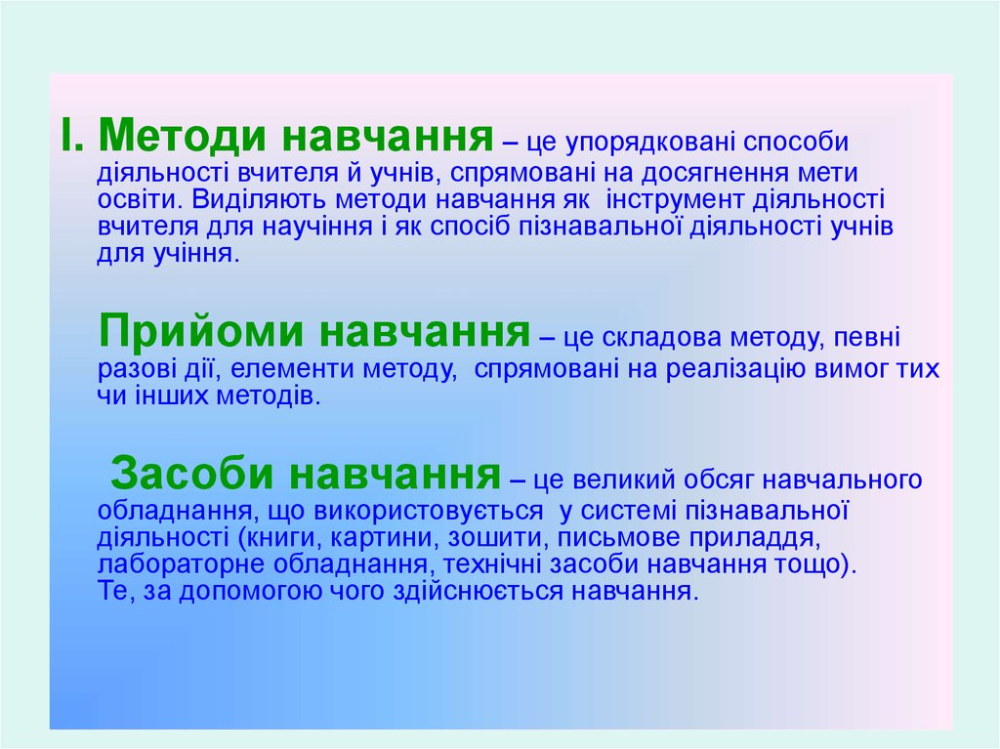 І. Методи навчання – це упорядковані способи
діяльності вчителя й учнів, спрямовані на досягнення мети
освіти. Виділяють методи навчання як інструмент діяльності
вчителя для научіння і як спосіб пізнавальної діяльності учнів
для учіння.
Прийоми навчання – це складова методу, певні
разові дії, елементи методу, спрямовані на реалізацію вимог тих
чи інших методів.
Засоби навчання – це великий обсяг навчального
обладнання, що використовується у системі пізнавальної
діяльності (книги, картини, зошити, письмове приладдя,
лабораторне обладнання, технічні засоби навчання тощо).
Те, за допомогою чого здійснюється навчання.